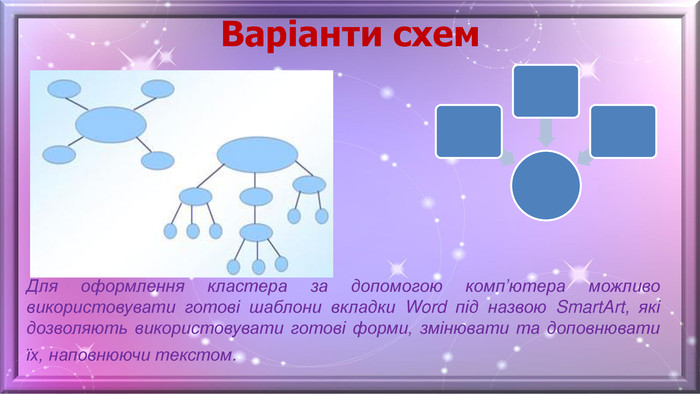 Варіанти схем
Для оформлення кластера за допомогою комп’ютера можливо
використовувати готові шаблони вкладки Word під назвою SmartArt, які
дозволяють використовувати готові форми, змінювати та доповнювати
їх, наповнюючи текстом.